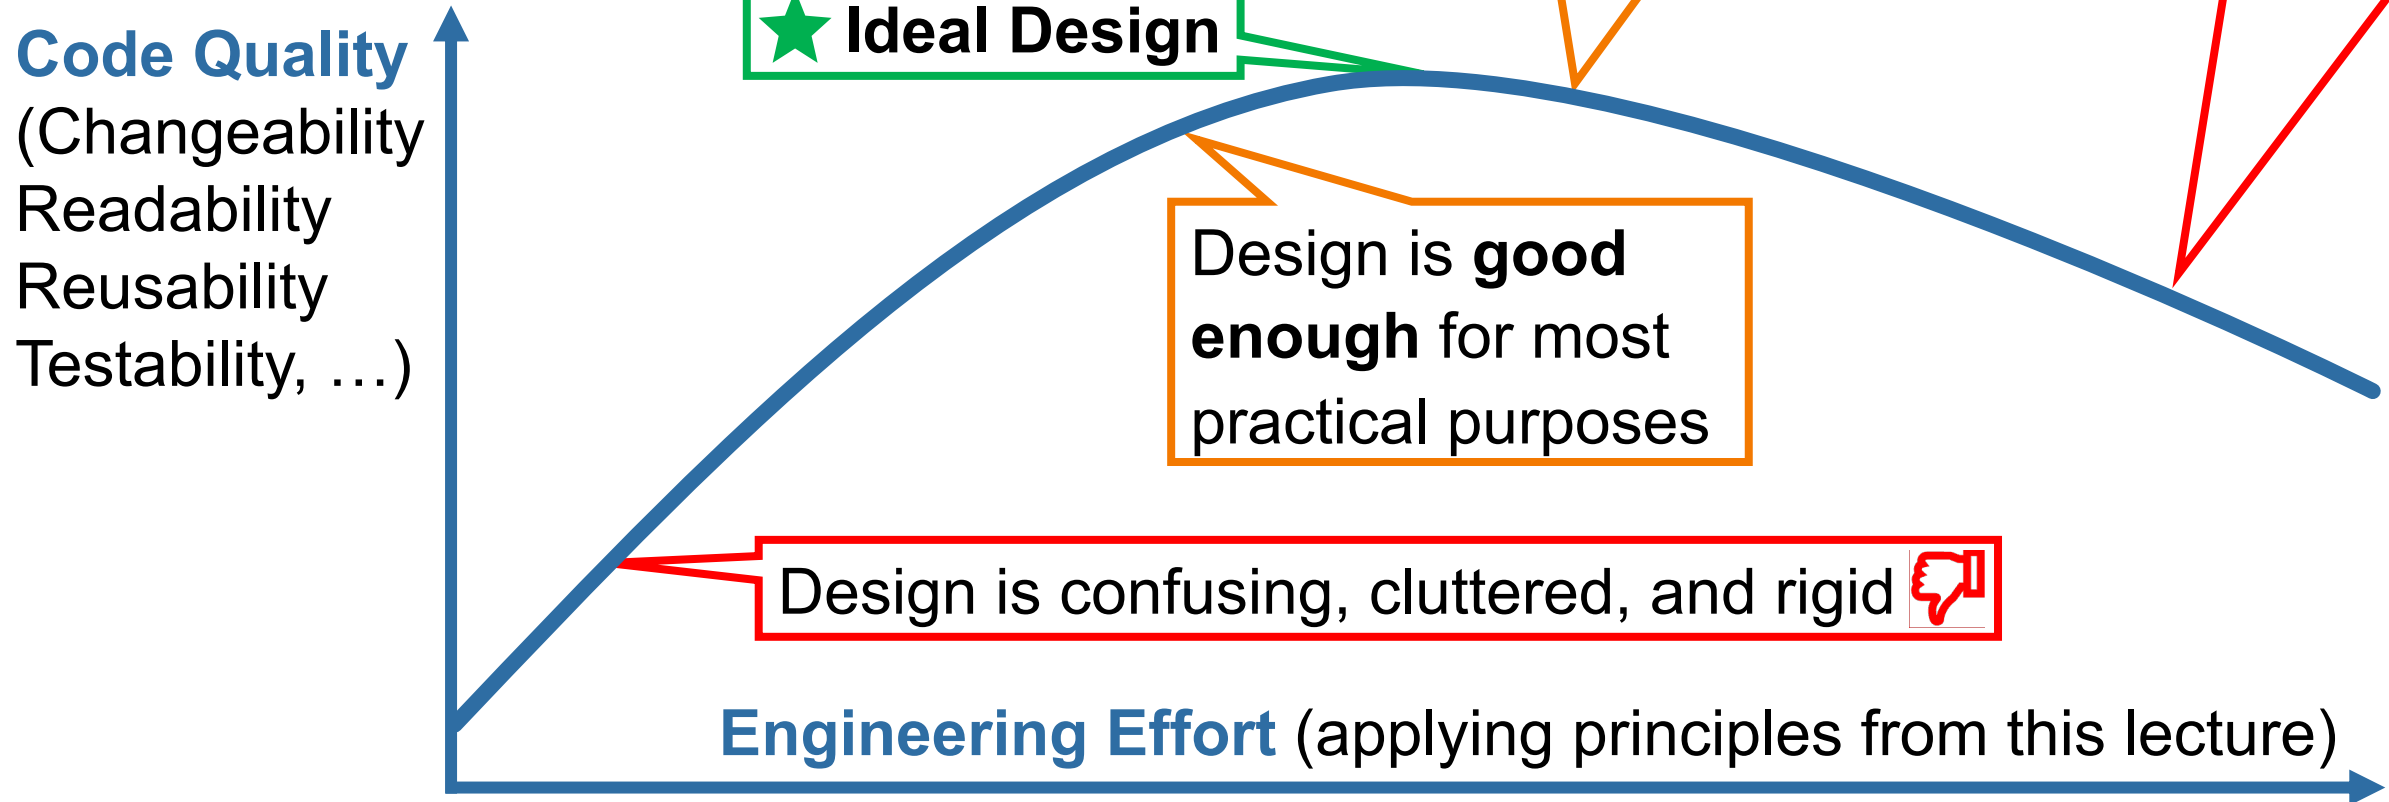 Code Quality
(Changeability
Readability
Reusability
Testability, …)
Ideal Design
Design is good
enough for most
practical purposes
Design is confusing, cluttered, and rigid
Engineering Effort (applying principles from this lecture)